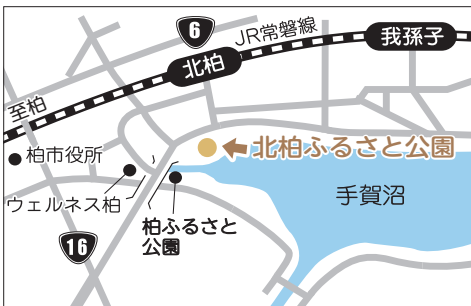 6
JR常磐線
我孫子
北柏
至柏
北柏ふるさと公園
柏市役所
ウェルネス柏
手賀沼
柏ふるさと
公園
16